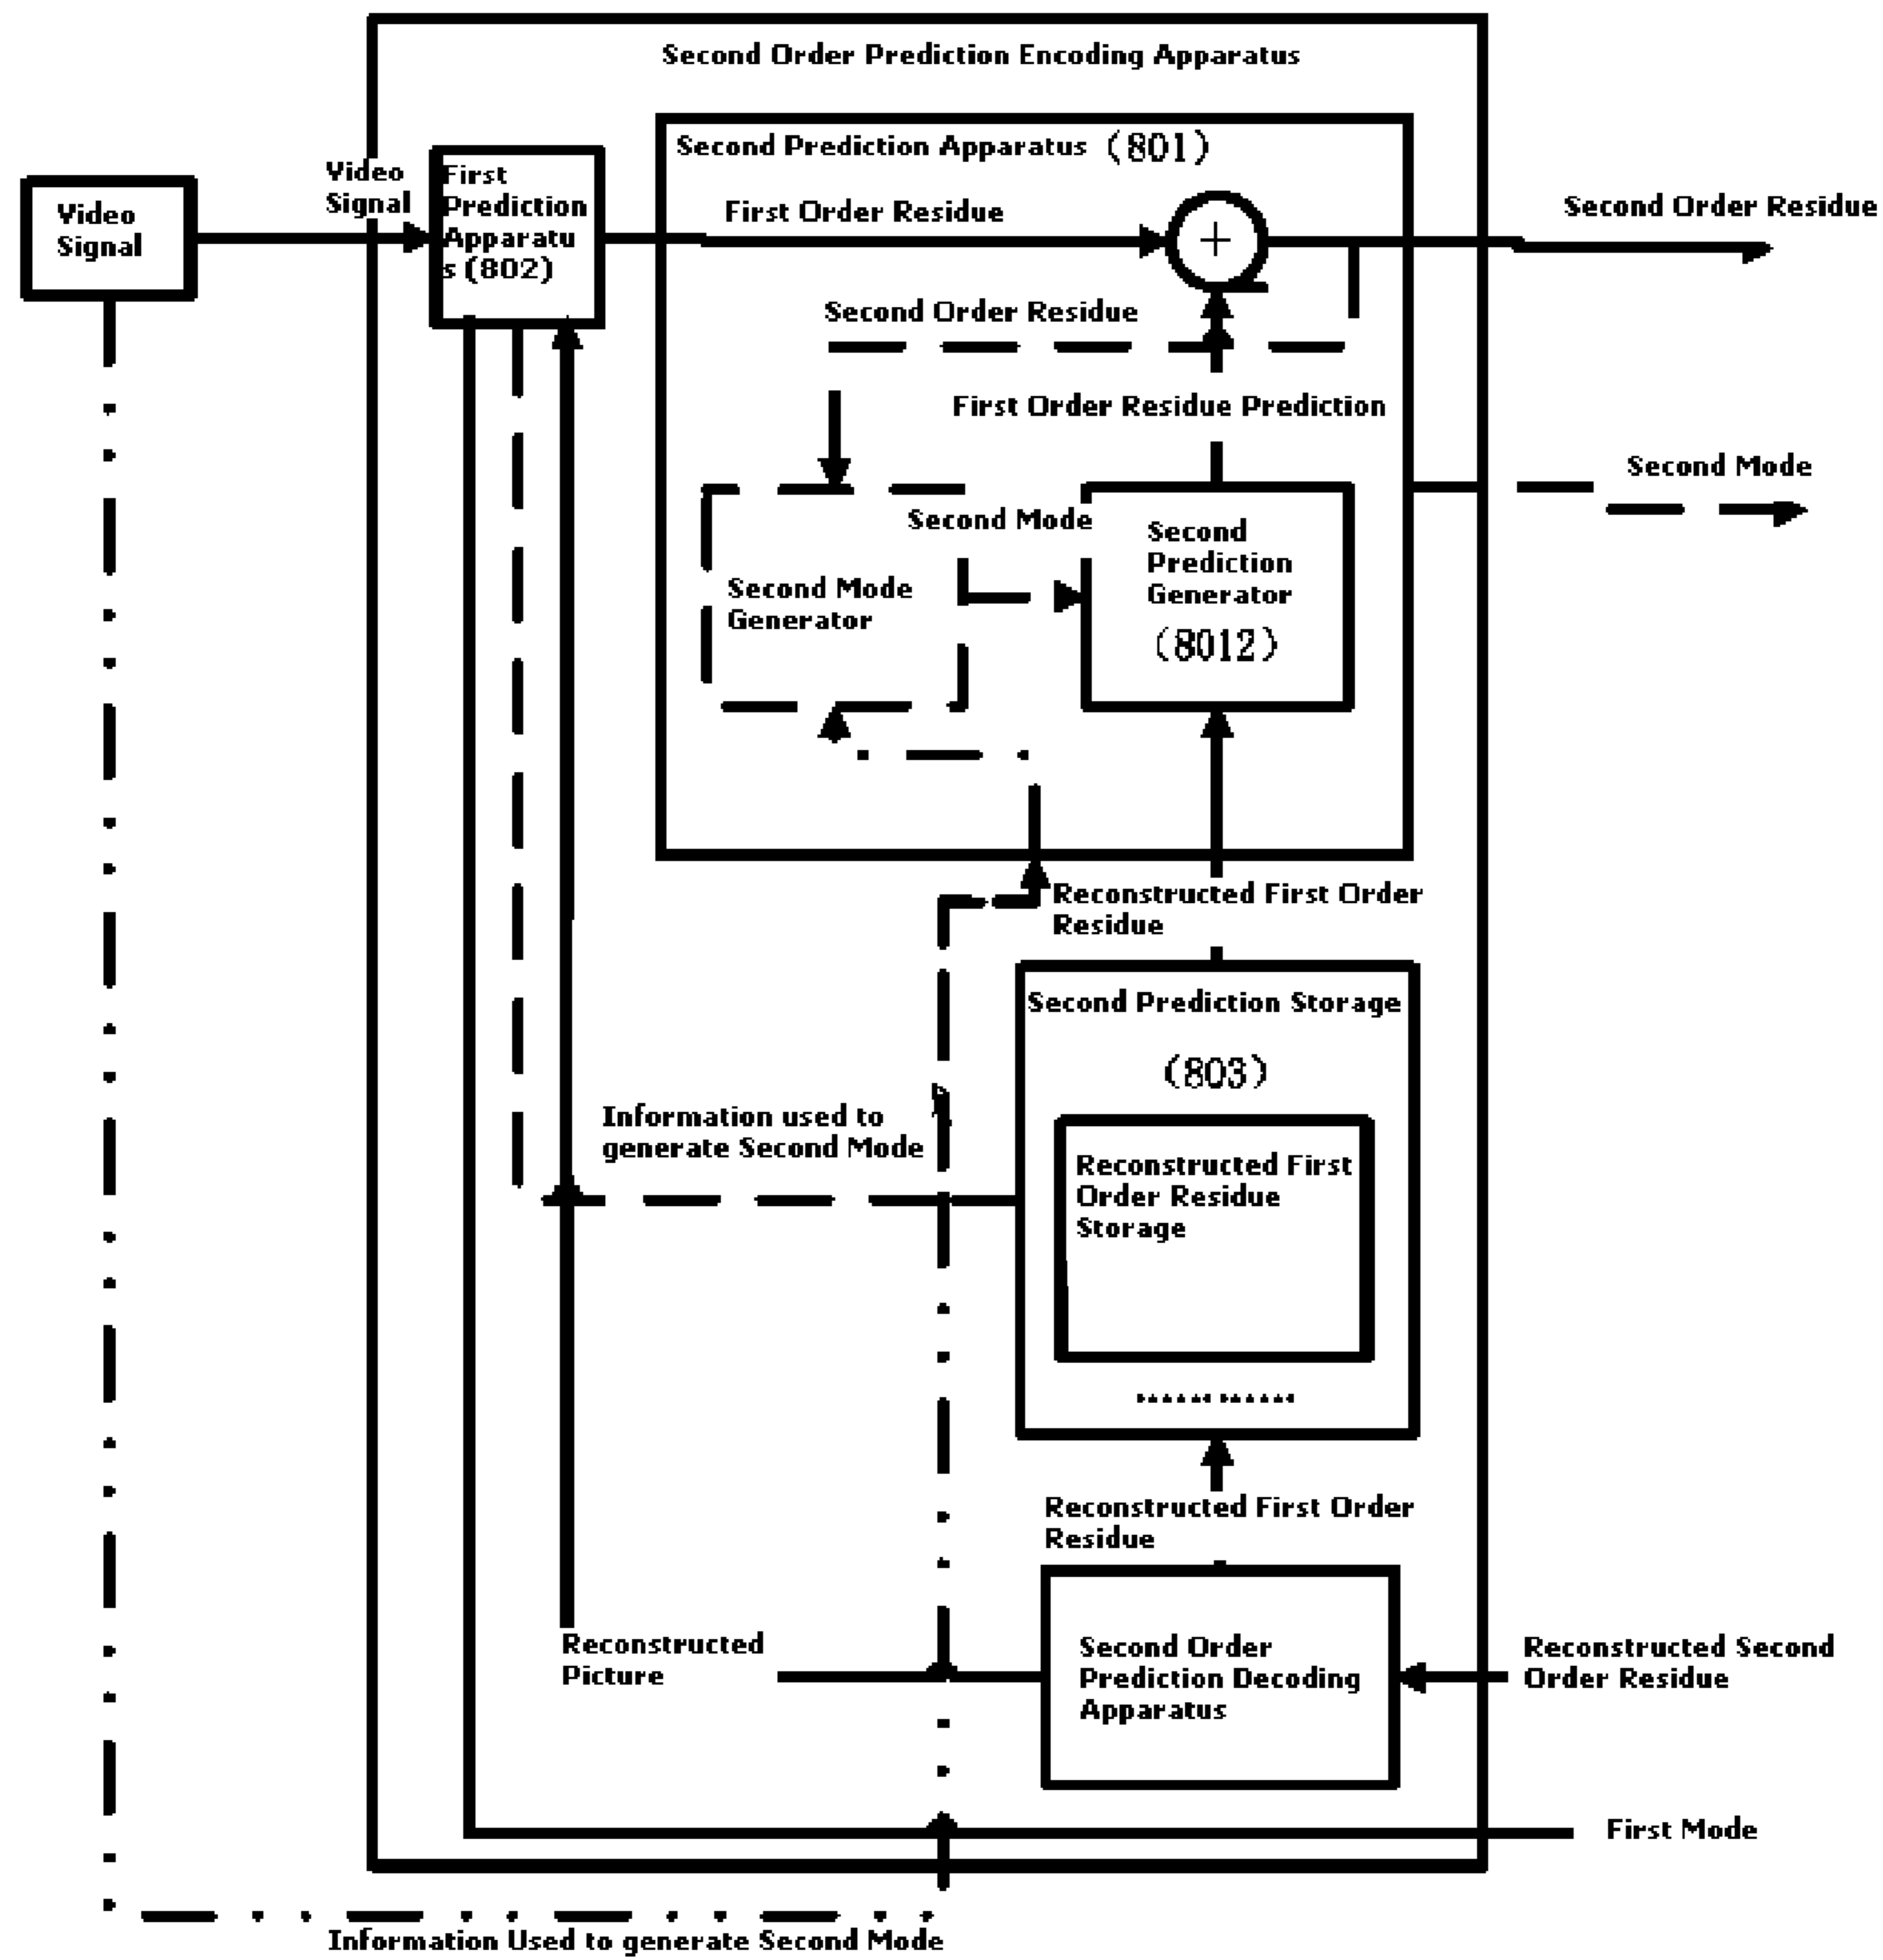 Second Order Prediction Encoding Apparatus
Second Prediction Apparatus (801)
Video
Signal
Video
Signal
First
Prediction
Apparatu
s(802)
First Order Residue
+
Second Order Residue
Second Order Residue
First Order Residue Prediction
Second Mode
Second Mode
Second
Prediction
Generator
(8012)
Second Mode
Generator
Reconstructed First Order
Residue
Second Prediction Storage
(803)
Information used to
generate Second Mode
Reconstructed First
Order Residue
Storage
............
Reconstructed First Order
Residue
Reconstructed
Picture
Second Order
Prediction Decoding
Apparatus
Reconstructed Second
Order Residue
First Mode
Information Used to generate Second Mode